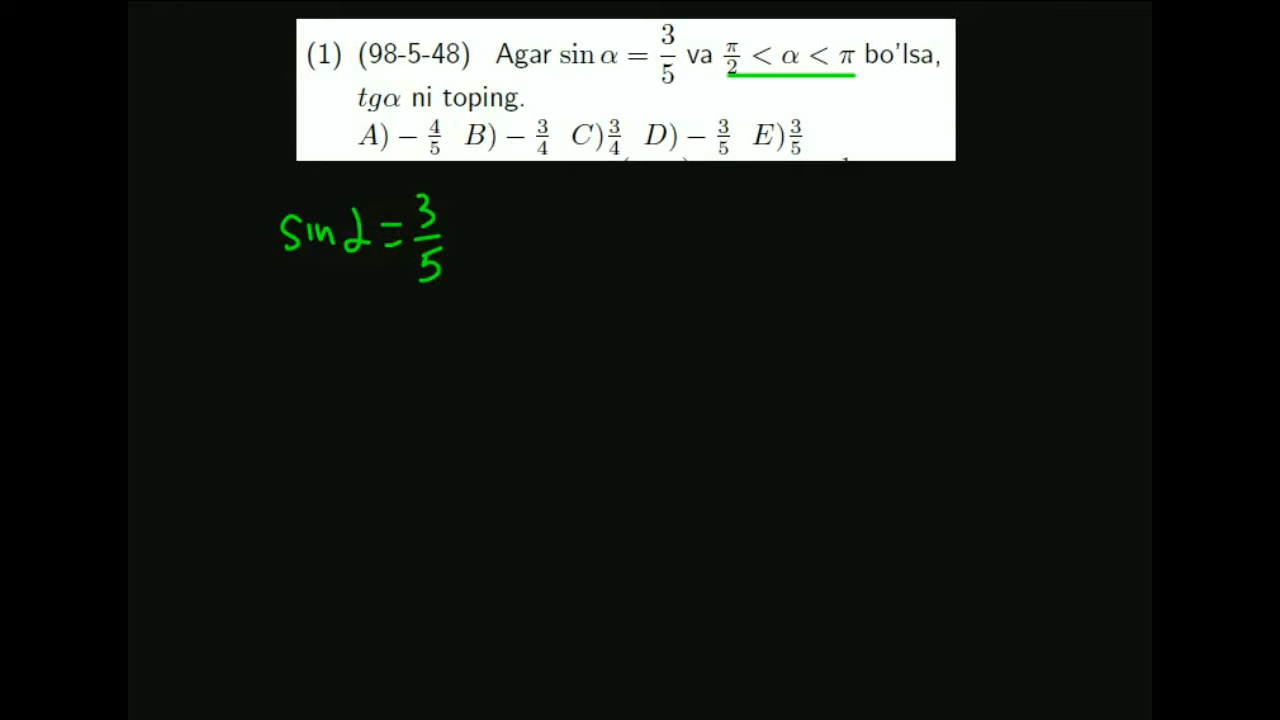 (1) (98-5-48) Agar sin α = 3/5 va π/2 < α < π bo'lsa,
tgα ni toping.
A) − 4/5 B) − 3/4 C) 3/4 D) − 3/5 E) 3/5
sin α = 3/5